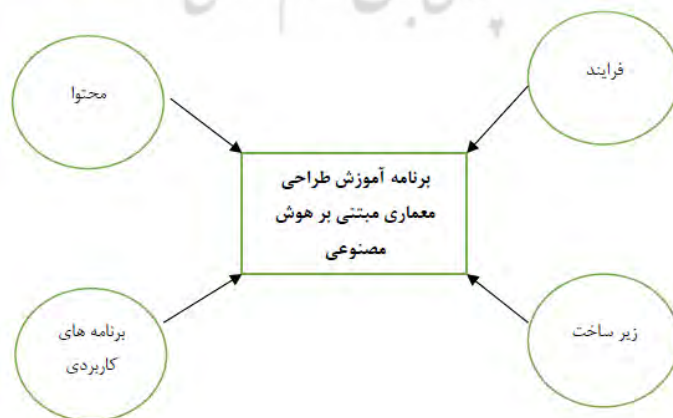 فرایند
محتوا
برنامه آموزش طراحی
معماری مبتنی بر هوش
مصنوعی
زیر ساخت
برنامه های
کاربردی